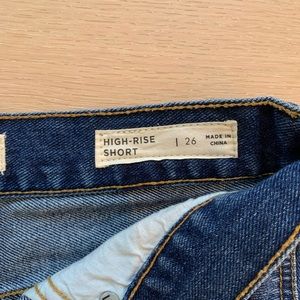 HIGH-RISE
SHORT
| 26
MADE IN
CHINA